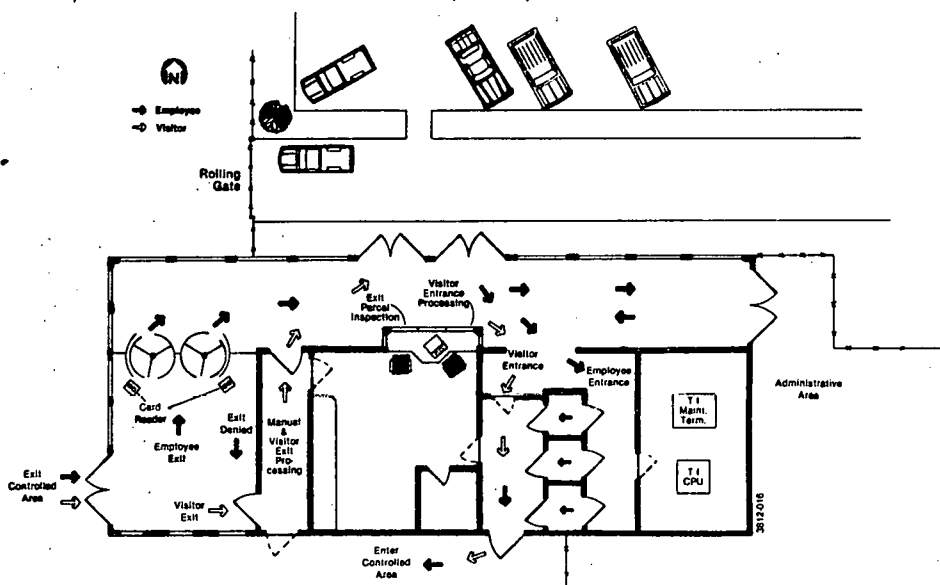 N
Employee
Visitor
Rolling
Gate
Exit
Parcel
Inspection
Visitor
Entrance
Processing
Visitor
Entrance
Employee
Entrance
T I
Maint.
Term.
Administrative
Area
Card
Reader
Exit
Denied
Manual
&
Visitor
Exit
Pro-
cessing
Employee
Exit
T I
CPU
Exit
Controlled
Area
Visitor
Exit
Enter
Controlled
Area
3812-016